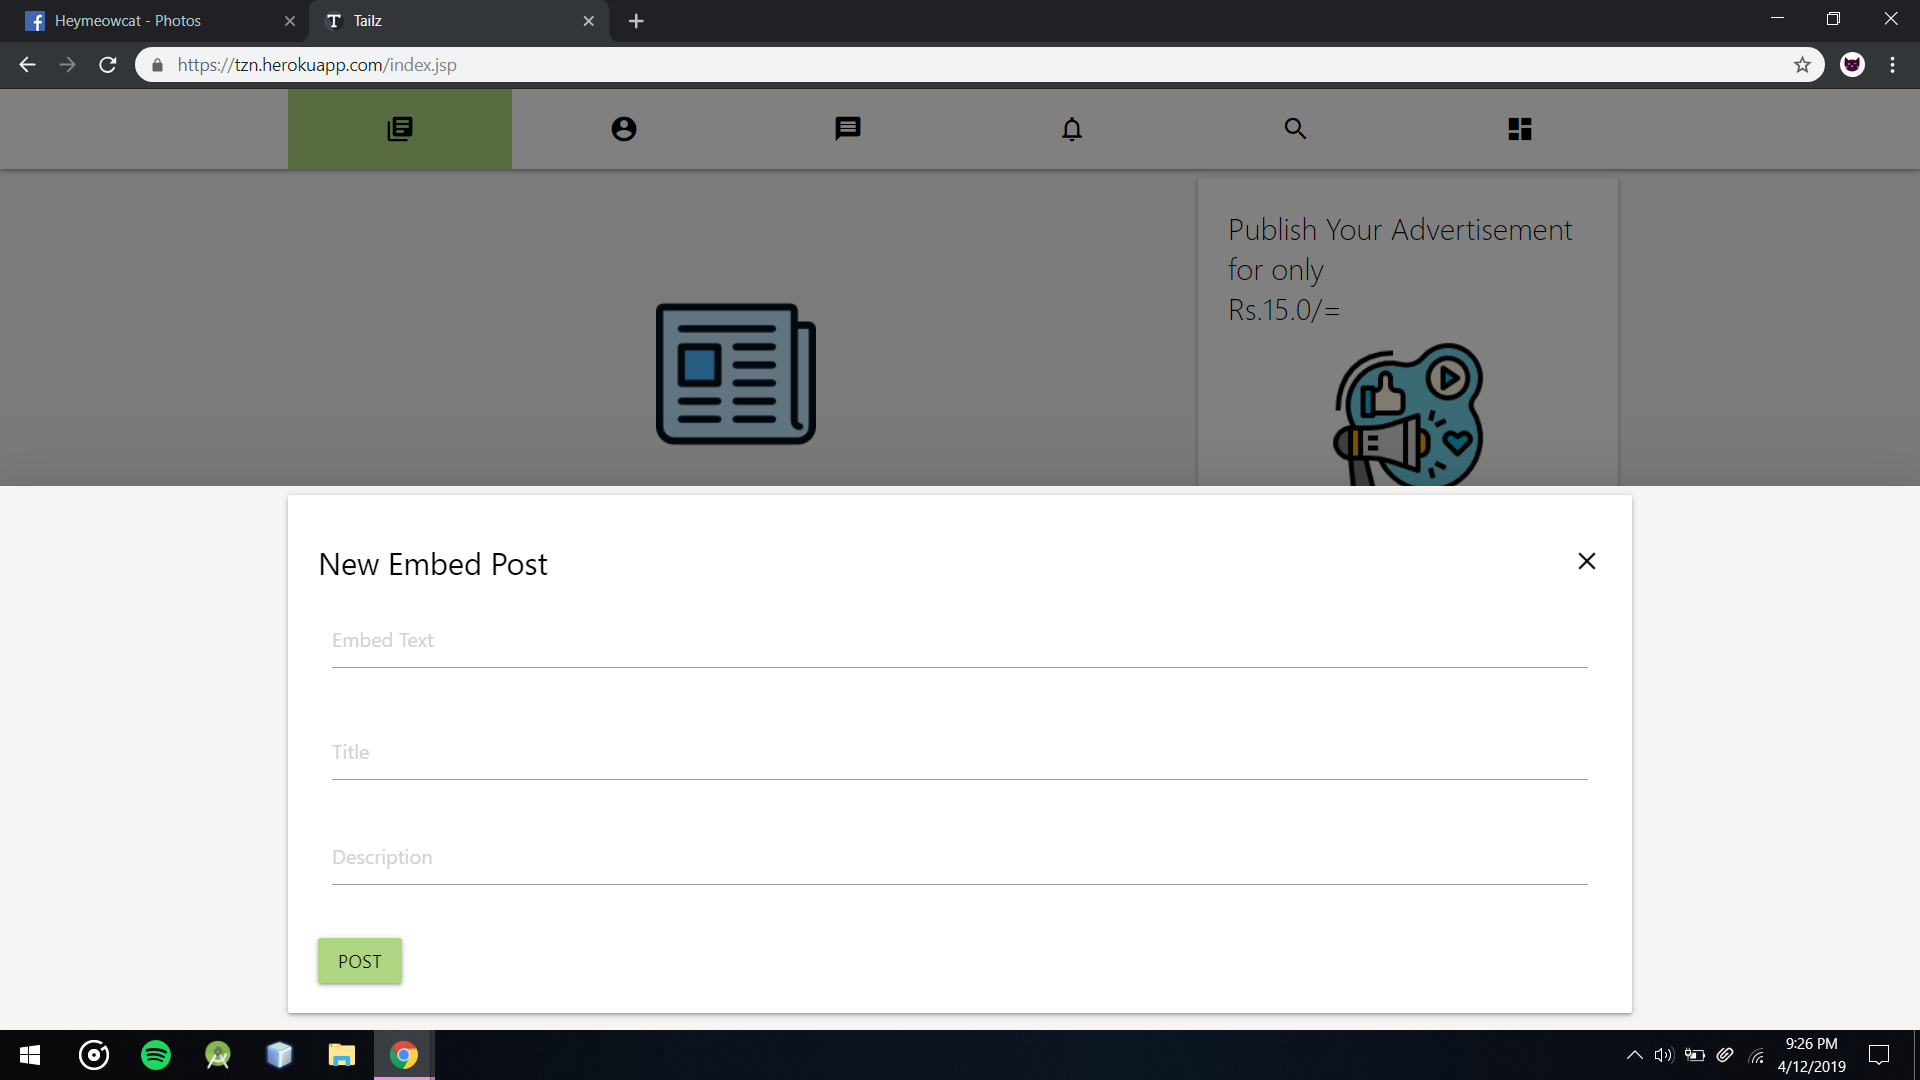 Heymeowcat - Photos
Tailz
https://tzn.herokuapp.com/index.jsp
Publish Your Advertisement
for only
Rs.15.0/=
New Embed Post
Embed Text
Title
Description
POST
9:26 PM
4/12/2019